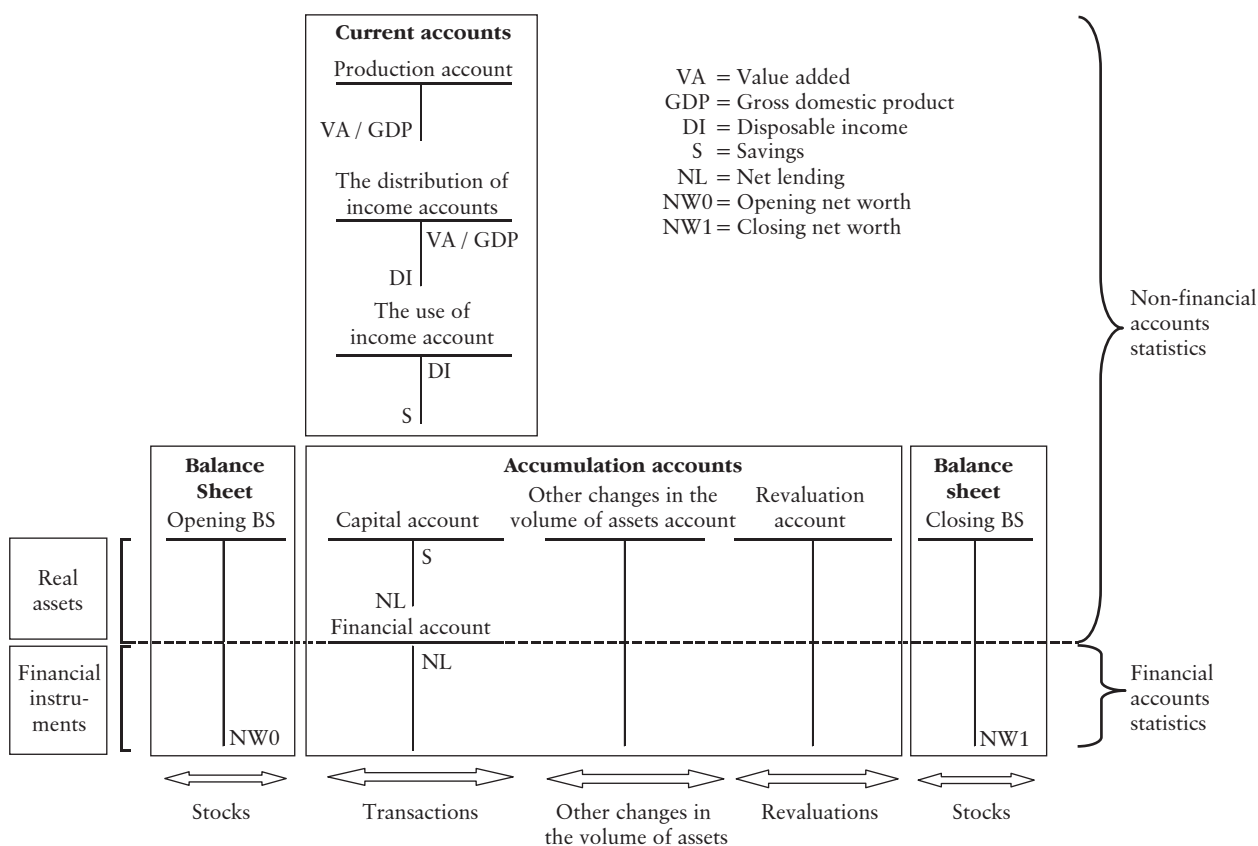 Current accounts
Production account
VA / GDP
The distribution of
income accounts
VA / GDP
DI
The use of
income account
DI
S
VA = Value added
GDP = Gross domestic product
DI = Disposable income
S = Savings
NL = Net lending
NW0 = Opening net worth
NW1 = Closing net worth
Non-financial
accounts
statistics
Balance
Sheet
Opening BS
NW0
Accumulation accounts
Capital account
S
NL
Financial account
NL
Other changes in the
volume of assets account
Revaluation
account
Balance
sheet
Closing BS
NW1
Real
assets
Financial
instru-
ments
Financial
accounts
statistics
Stocks
Transactions
Other changes in
the volume of assets
Revaluations
Stocks